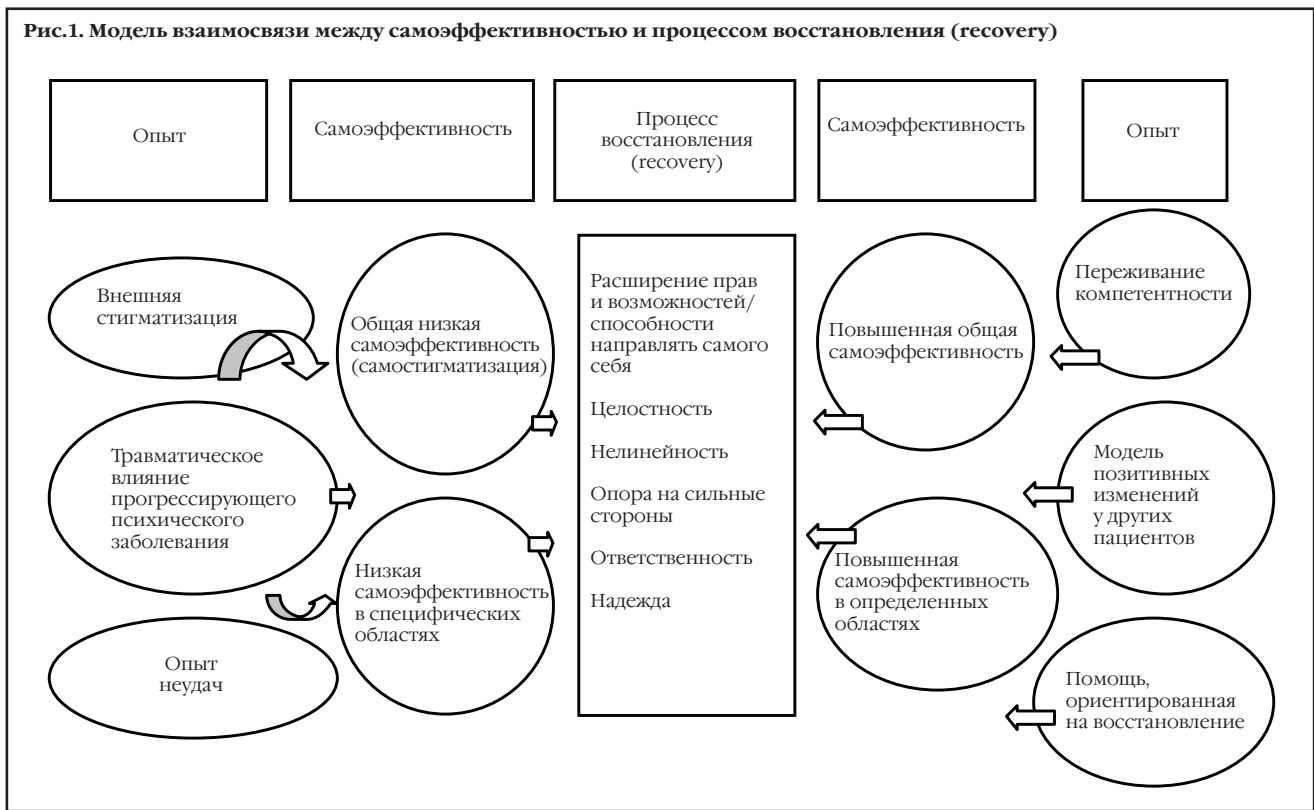 Рис.1. Модель взаимосвязи между самоэффективностью и процессом восстановления (recovery)
Опыт
Самоэффективность
Процесс
восстановления
(recovery)
Самоэффективность
Опыт
Внешняя
стигматизация
Травматическое
влияние
прогрессирующего
психического
заболевания
Опыт
неудач
Общая низкая
самоэффективность
(самостигматизация)
Низкая
самоэффективность
в специфических
областях
Расширение прав
и возможностей/
способности
направлять самого
себя
Целостность
Нелинейность
Опора на сильные
стороны
Ответственность
Надежда
Повышенная общая
самоэффективность
Повышенная
самоэффективность
в определенных
областях
Переживание
компетентности
Модель
позитивных
изменений
у других
пациентов
Помощь,
ориентированная
на восстановление